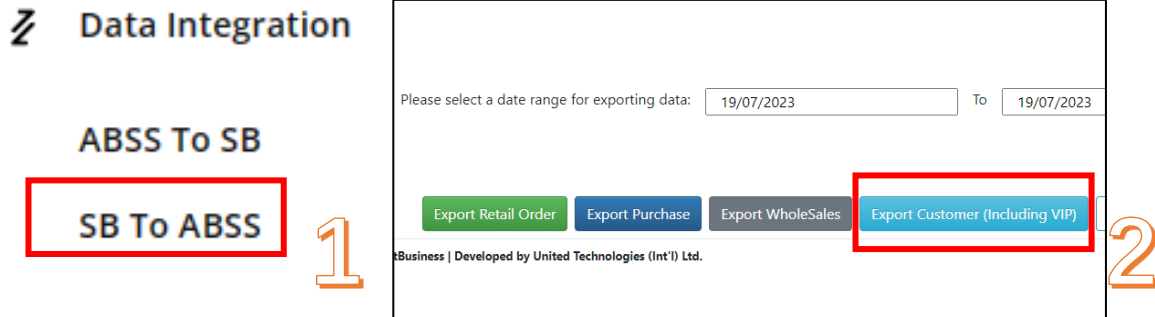 Data Integration
ABSS To SB
SB To ABSS
1
Please select a date range for exporting data: 19/07/2023 To 19/07/2023
Export Retail Order Export Purchase Export WholeSales Export Customer (Including VIP)
2
tBusiness | Developed by United Technologies (Int'l) Ltd.